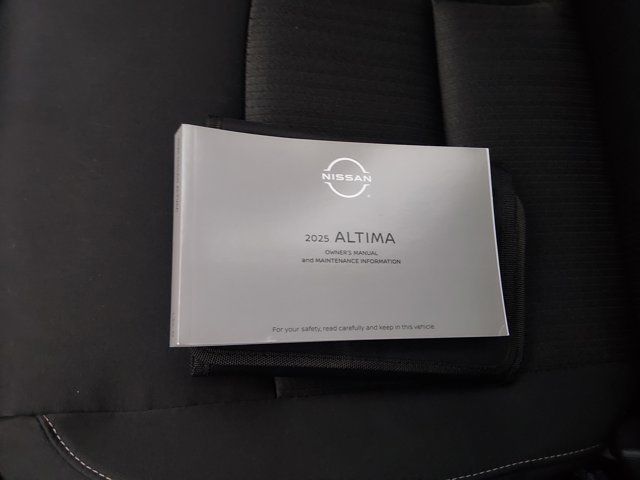 NISSAN
2025 ALTIMA
OWNER'S MANUAL
and MAINTENANCE INFORMATION
For your safety, read carefully and keep in this vehicle.